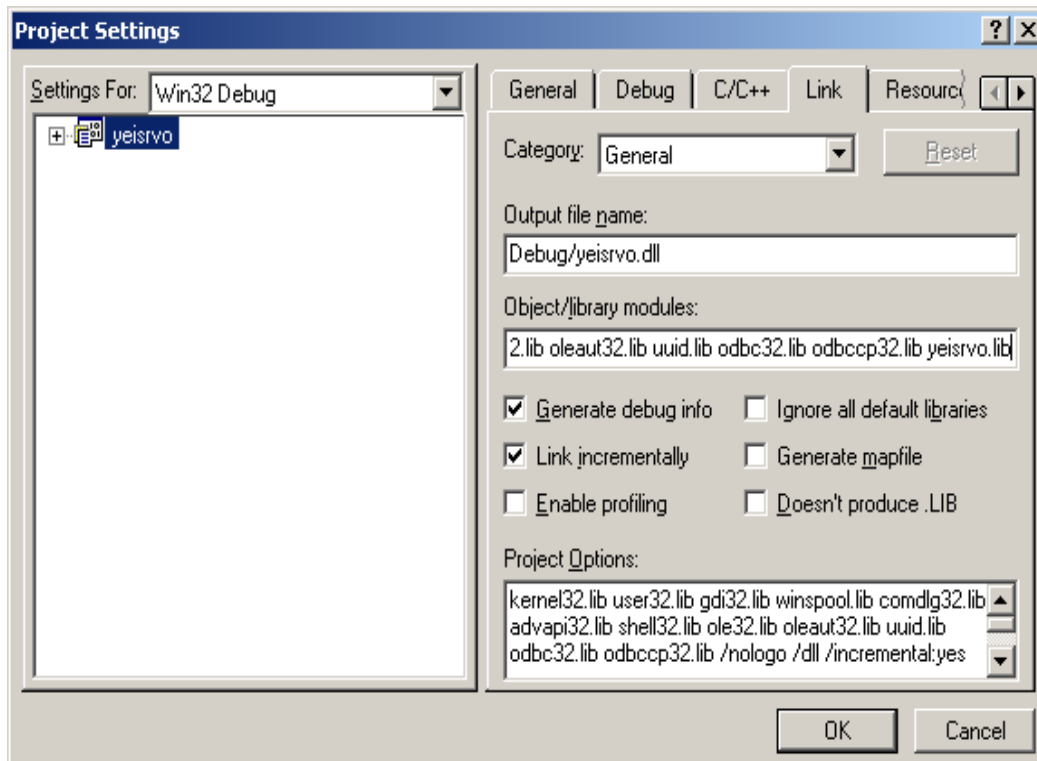 Project Settings
Settings For: Win32 Debug
yeisrvo
General Debug C/C++ Link Resourc
Category: General Reset
Output file name:
Debug/yeisrvo.dll
Object/library modules:
2.lib oleaut32.lib uuid.lib odbc32.lib odbccp32.lib yeisrvo.lib
Generate debug info Ignore all default libraries
Link incrementally Generate mapfile
Enable profiling Doesn't produce .LIB
Project Options:
kernel32.lib user32.lib gdi32.lib winspool.lib comdlg32.lib
advapi32.lib shell32.lib ole32.lib oleaut32.lib uuid.lib
odbc32.lib odbccp32.lib /nologo /dll /incremental:yes
OK Cancel